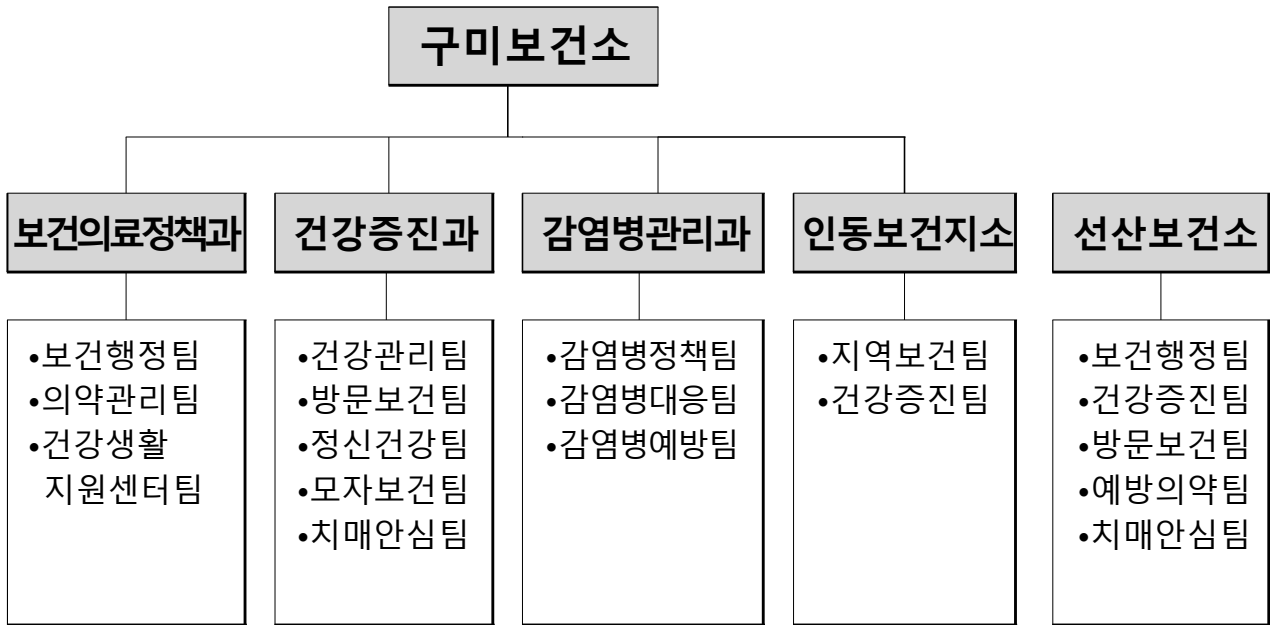 구미보건소
보건의료정책과
•보건행정팀
•의약관리팀
•건강생활
지원센터팀
건강증진과
•건강관리팀
•방문보건팀
•정신건강팀
•모자보건팀
•치매안심팀
감염병관리과
•감염병정책팀
•감염병대응팀
•감염병예방팀
인동보건지소
•지역보건팀
•건강증진팀
선산보건소
•보건행정팀
•건강증진팀
•방문보건팀
•예방의약팀
•치매안심팀